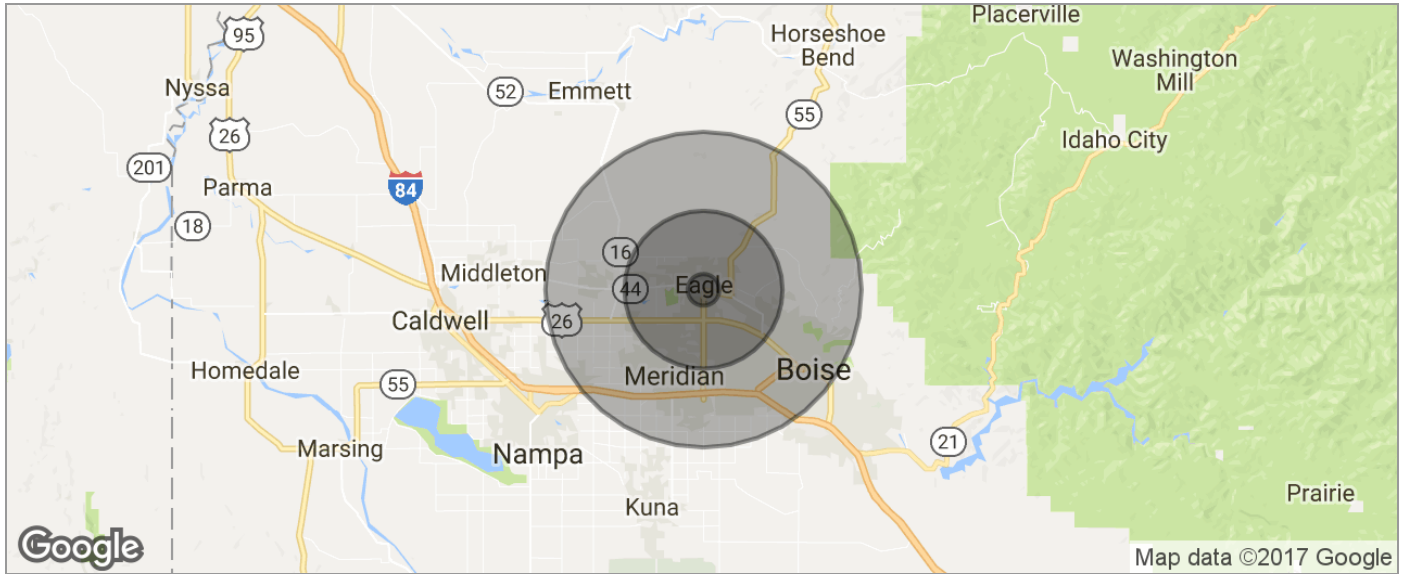 Placerville
95
Horseshoe
Bend
Washington
Mill
Nyssa
52
Emmett
55
26
Idaho City
201
Parma
84
18
16
Middleton
44
Eagle
26
Caldwell
Homedale
55
Meridian
Boise
Marsing
Nampa
21
Kuna
Prairie
Google
Map data ©2017 Google